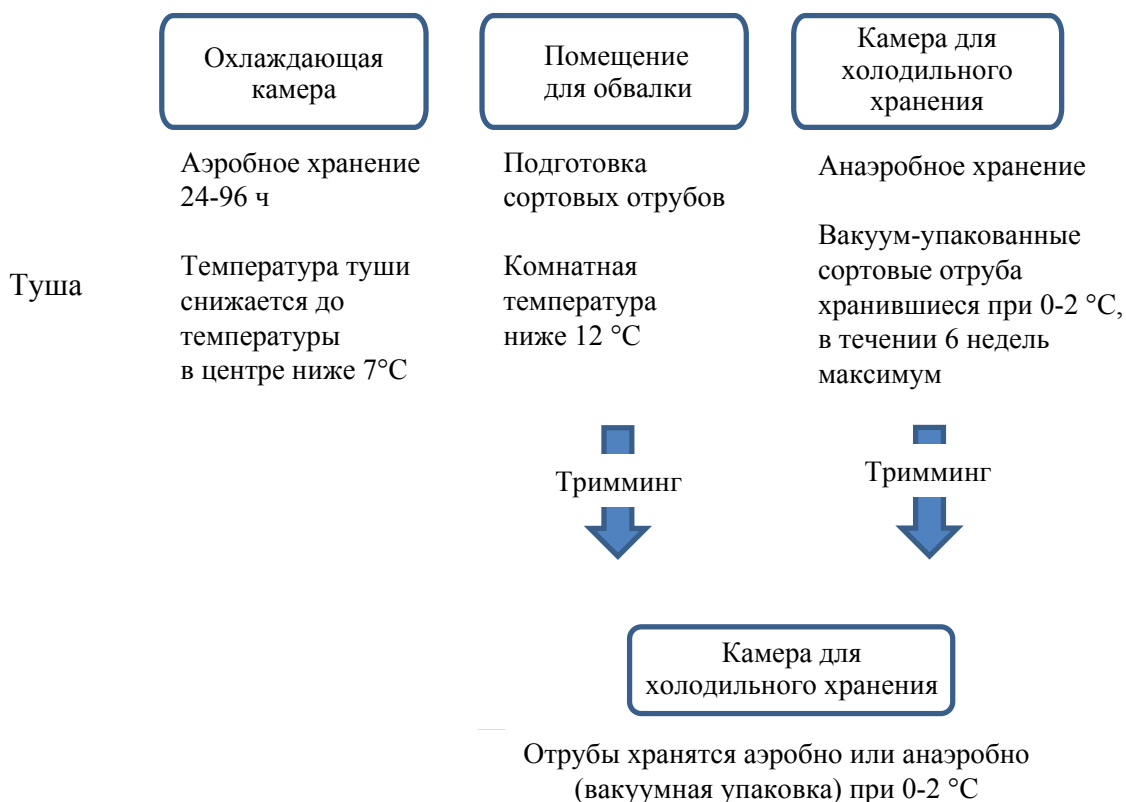 Охлаждающая
камера
Помещение
для обвалки
Камера для
холодильного
хранения
Туша
Аэробное хранение
24-96 ч
Температура туши
снижается до
температуры
в центре ниже 7°С
Подготовка
сортовых отрубов
Комнатная
температура
ниже 12 °С
Анаэробное хранение
Вакуум-упакованные
сортовые отруба
хранившиеся при 0-2 °С,
в течении 6 недель
максимум
Тримминг
Тримминг
Камера для
холодильного хранения
Отрубы хранятся аэробно или анаэробно
(вакуумная упаковка) при 0-2 °С